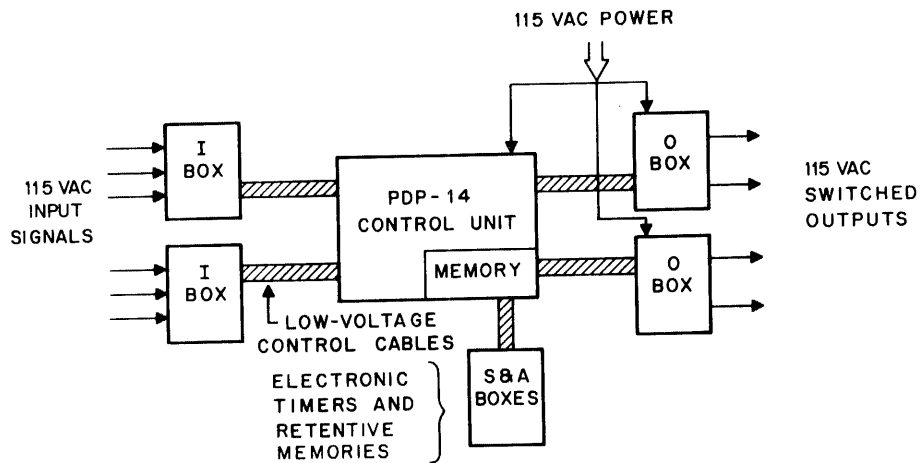 115 VAC POWER
I
BOX
O
BOX
115 VAC
INPUT
SIGNALS
PDP-14
CONTROL UNIT
MEMORY
115 VAC
SWITCHED
OUTPUTS
I
BOX
O
BOX
LOW-VOLTAGE
CONTROL CABLES
ELECTRONIC
TIMERS AND
RETENTIVE
MEMORIES
S&A
BOXES